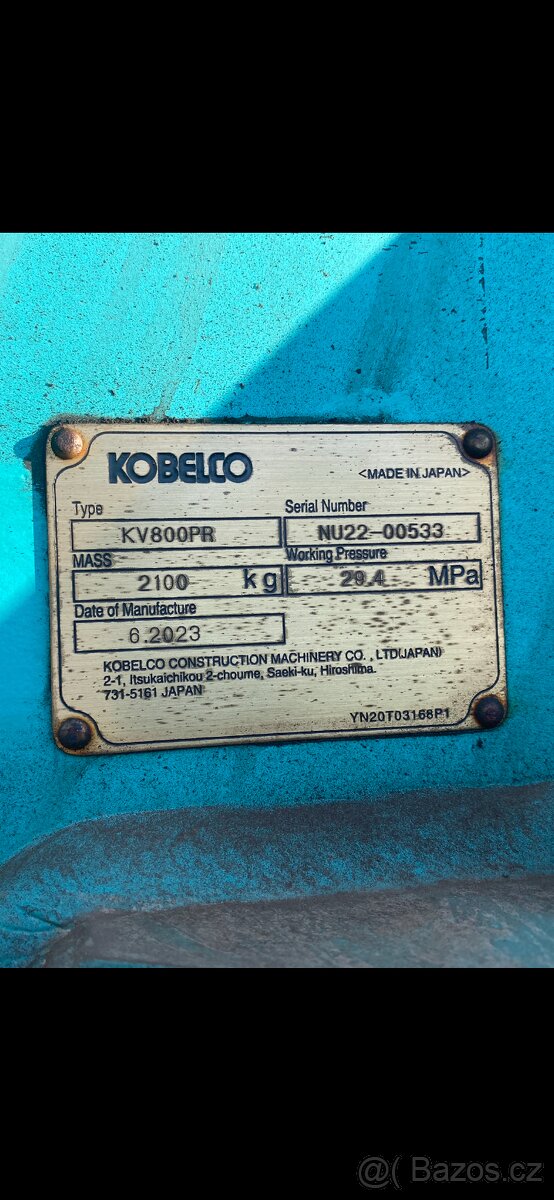 KOBELCO
<MADE IN JAPAN>
Type
Serial Number
KV800PR
NU22-00533
MASS
Working Pressure
2100 kg
29.4 MPa
Date of Manufacture
6.2023
KOBELCO CONSTRUCTION MACHINERY CO., LTD(JAPAN)
2-1, Itsukaichikou 2-choume, Saeki-ku, Hiroshima.
731-5161 JAPAN
YN20T03168P1
@( Bazos.cz